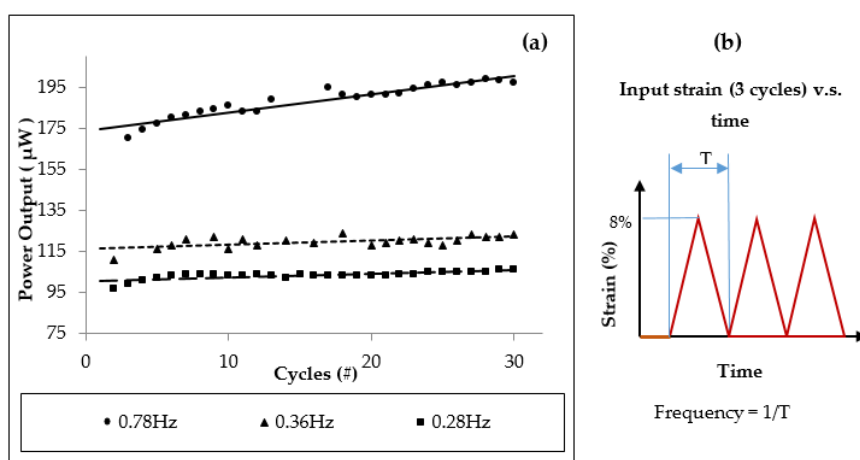 (a)
Power Output ( µW)
195
175
155
135
115
95
75
0 10 20 30
Cycles (#)
0.78Hz 0.36Hz 0.28Hz
(b)
Input strain (3 cycles) v.s.
time
T
8%
Strain (%)
Time
Frequency = 1/T